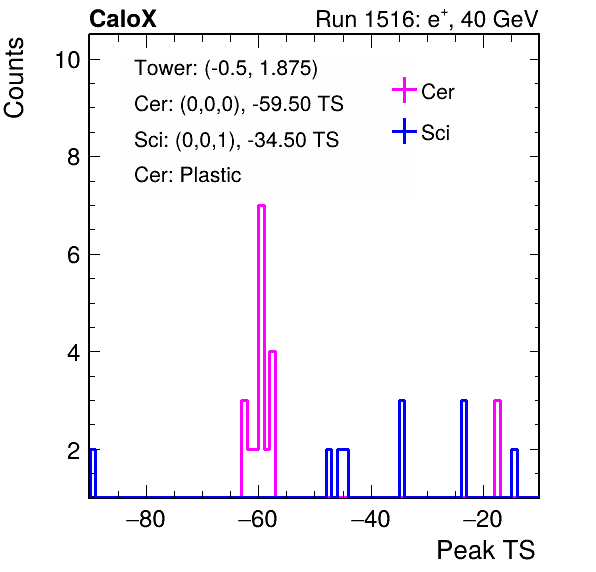 CaloX
Run 1516: e+, 40 GeV
Counts
Tower: (-0.5, 1.875)
Cer: (0,0,0), -59.50 TS
Sci: (0,0,1), -34.50 TS
Cer: Plastic
Cer
Sci
10
8
6
4
2
−80 −60 −40 −20
Peak TS